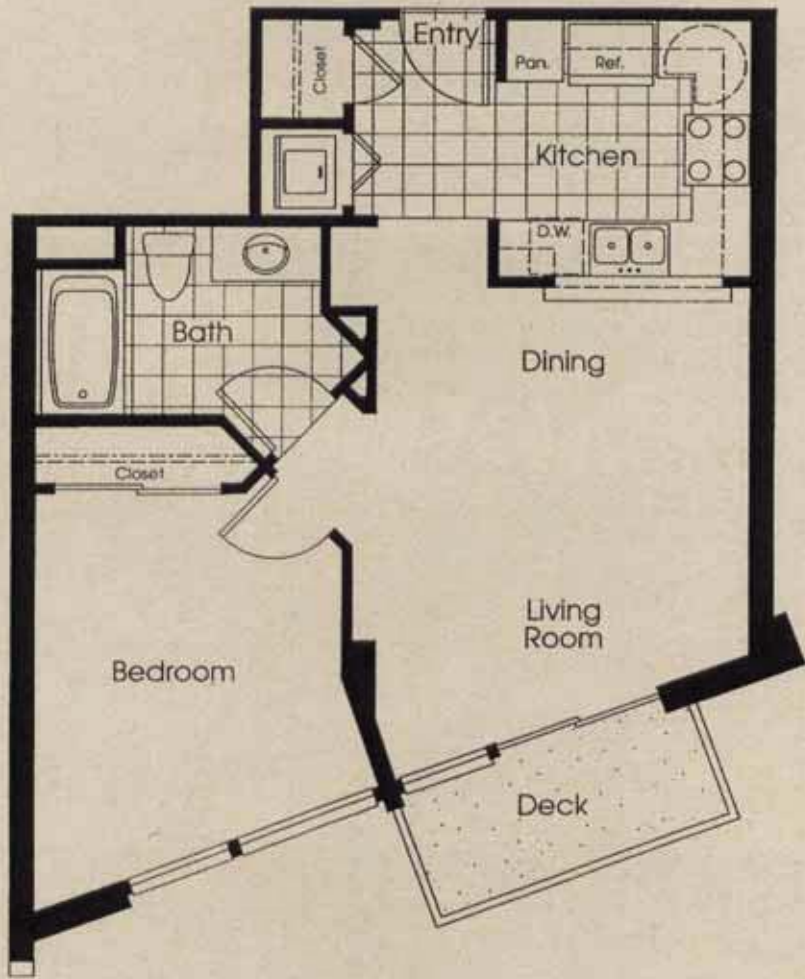 Entry
Closet
Pan.
Ref.
Kitchen
D.W.
Bath
Dining
Closet
Living
Room
Bedroom
Deck